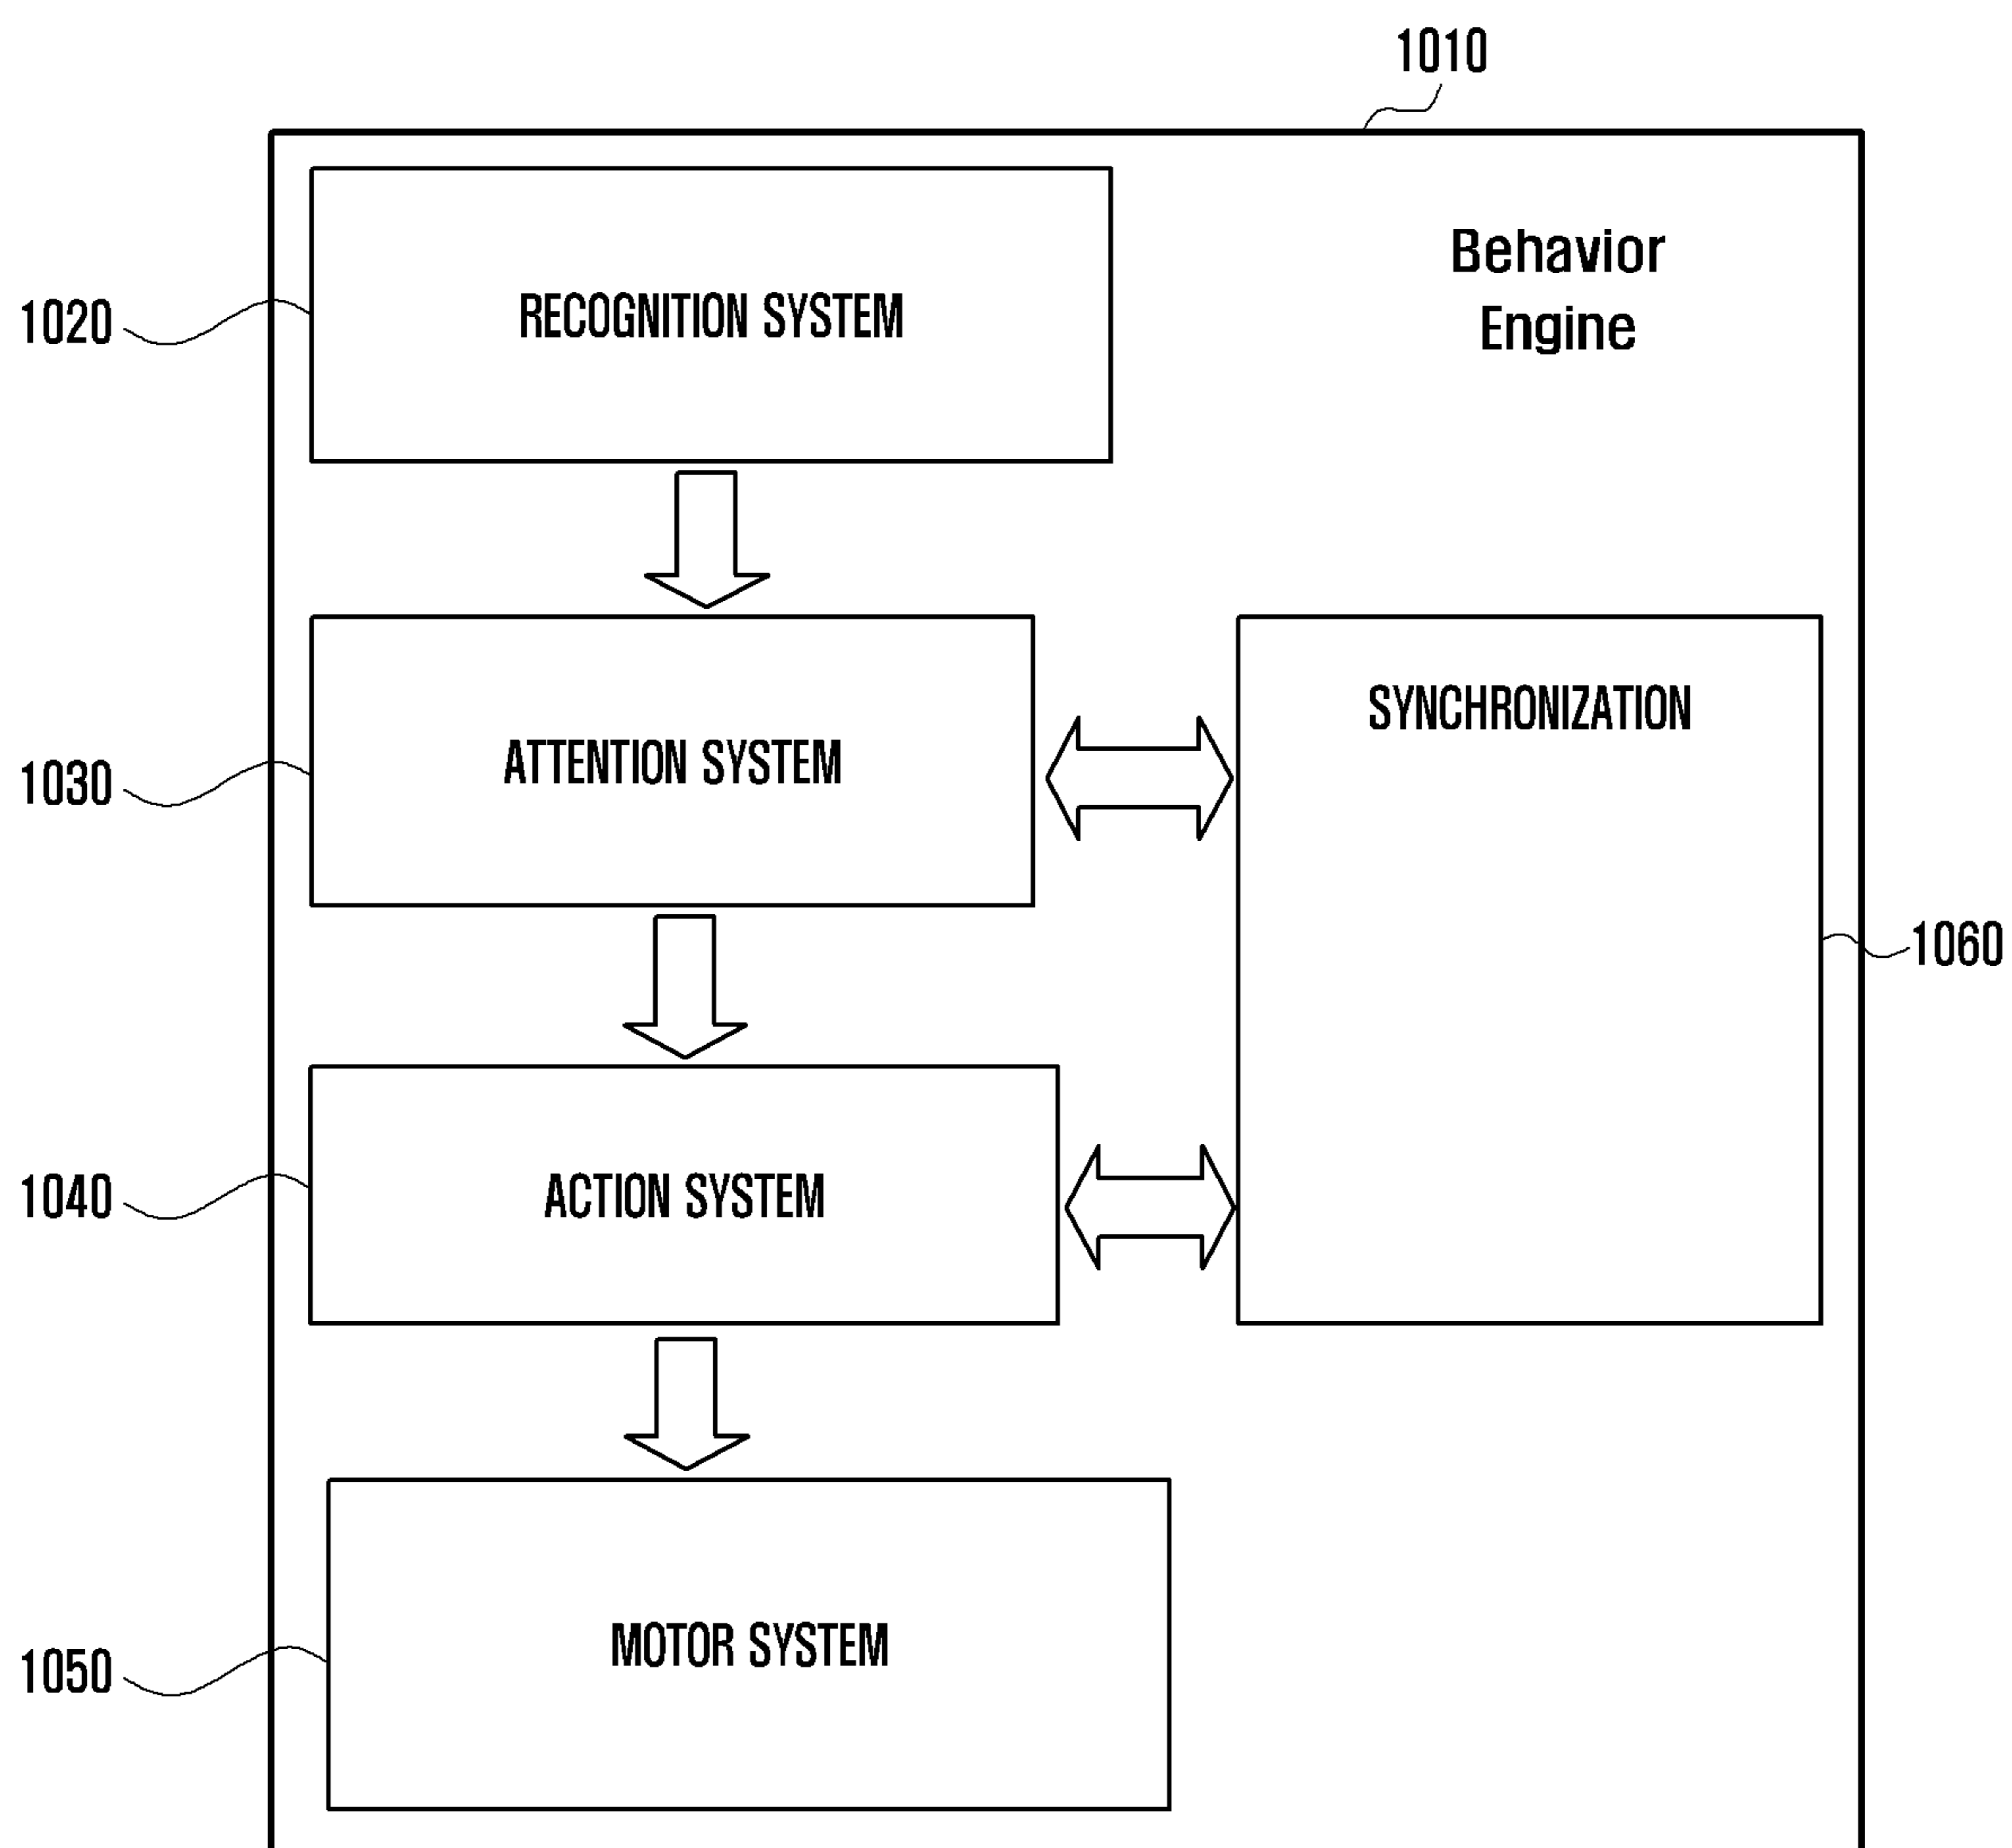 1010
Behavior
Engine
1020
RECOGNITION SYSTEM
1030
ATTENTION SYSTEM
SYNCHRONIZATION
1060
1040
ACTION SYSTEM
1050
MOTOR SYSTEM